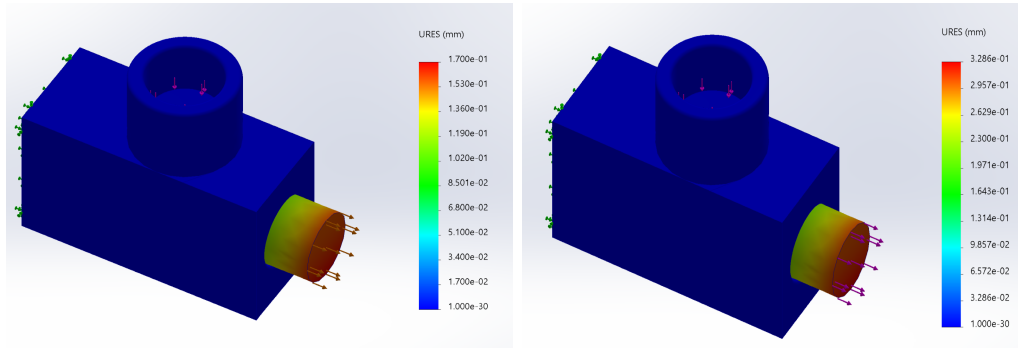 URES (mm)
1.700e-01
1.530e-01
1.360e-01
1.190e-01
1.020e-01
8.501e-02
6.800e-02
5.100e-02
3.400e-02
1.700e-02
1.000e-30
URES (mm)
3.286e-01
2.957e-01
2.629e-01
2.300e-01
1.971e-01
1.643e-01
1.314e-01
9.857e-02
6.572e-02
3.286e-02
1.000e-30